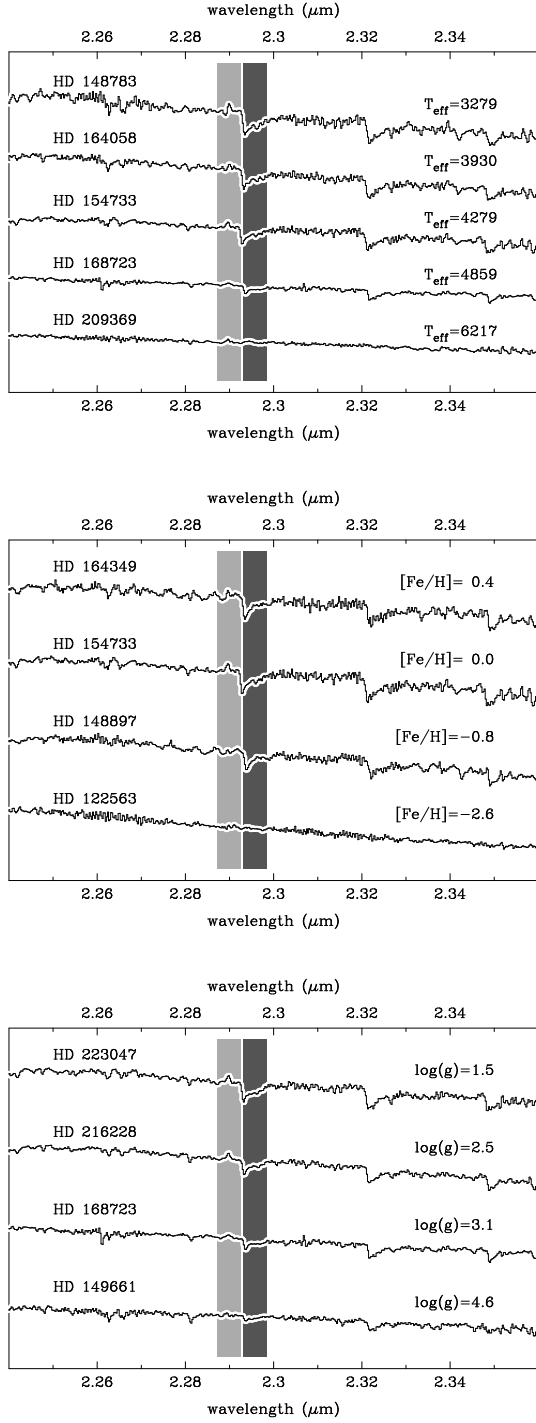 wavelength (μm)
2.26 2.28 2.3 2.32 2.34
HD 148783
T_eff=3279
HD 164058
T_eff=3930
HD 154733
T_eff=4279
HD 168723
T_eff=4859
HD 209369
T_eff=6217
2.26 2.28 2.3 2.32 2.34
wavelength (μm)
wavelength (μm)
2.26 2.28 2.3 2.32 2.34
HD 164349
[Fe/H]= 0.4
HD 154733
[Fe/H]= 0.0
HD 148897
[Fe/H]=−0.8
HD 122563
[Fe/H]=−2.6
2.26 2.28 2.3 2.32 2.34
wavelength (μm)
wavelength (μm)
2.26 2.28 2.3 2.32 2.34
HD 223047
log(g)=1.5
HD 216228
log(g)=2.5
HD 168723
log(g)=3.1
HD 149661
log(g)=4.6
2.26 2.28 2.3 2.32 2.34
wavelength (μm)